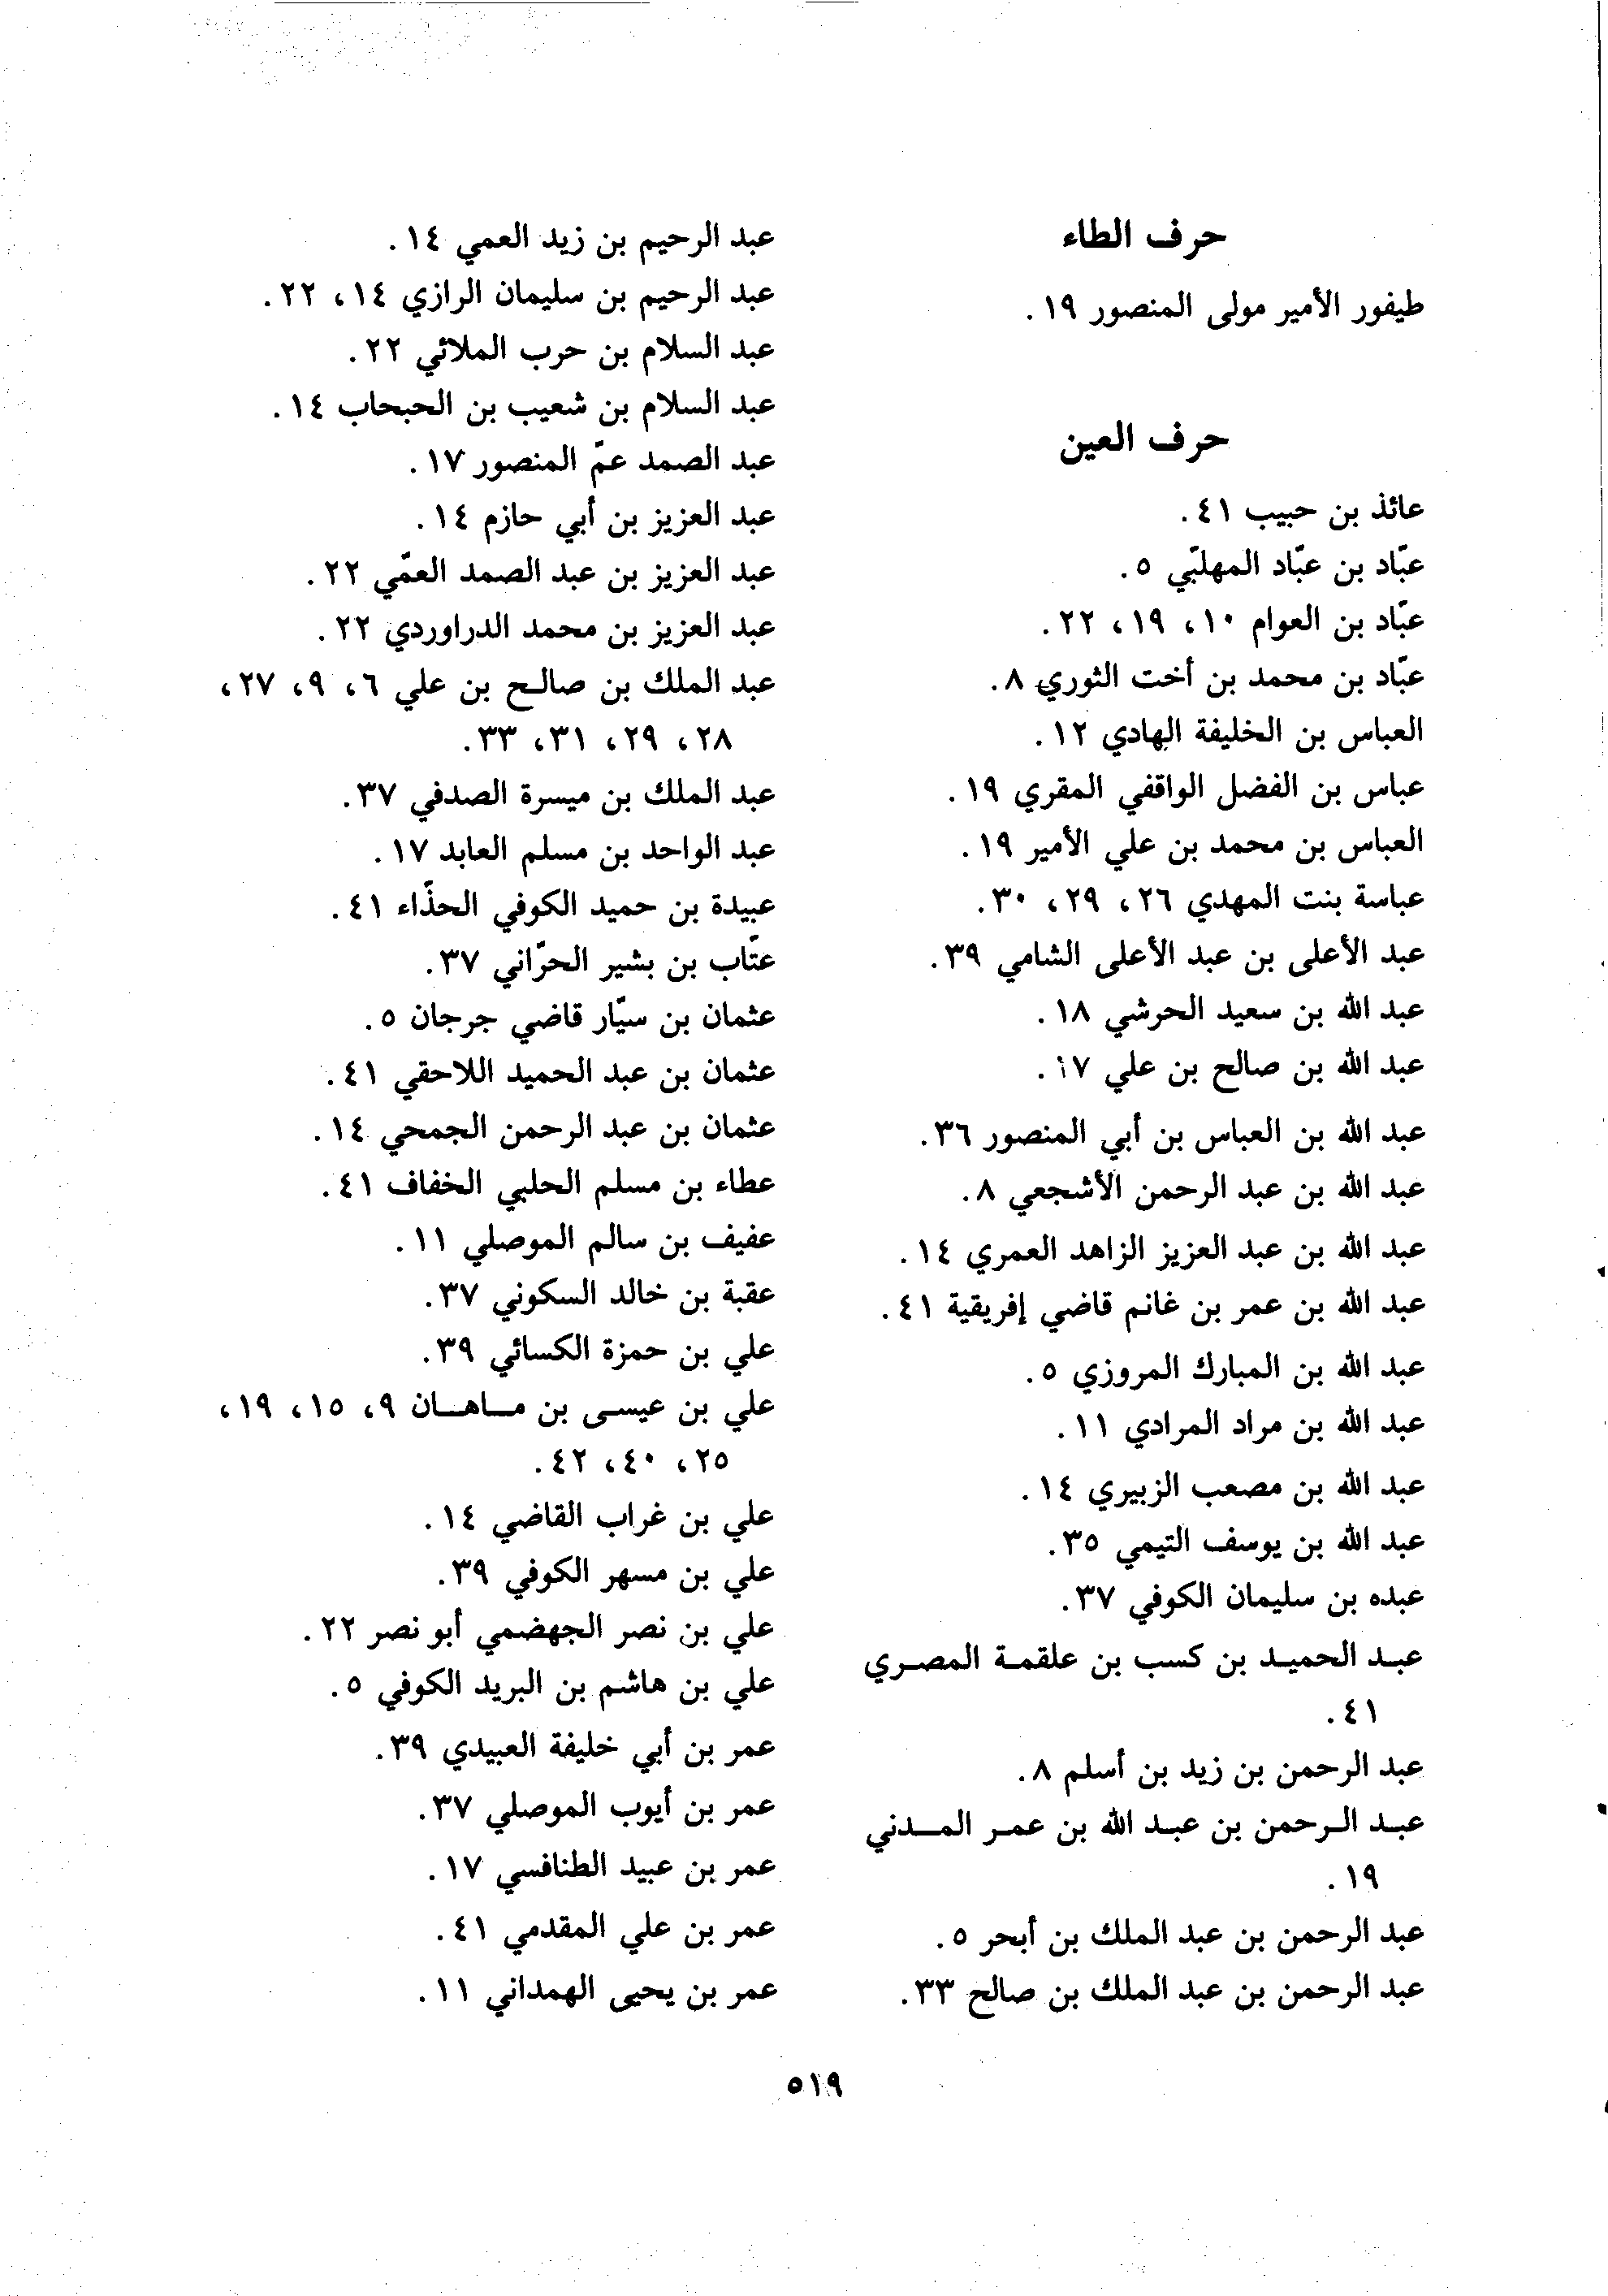 حرف الطاء
طيفور الأمير مولى المنصور ١٩.
حرف العين
عائذ بن حبيب ٤١.
عبّاد بن عبّاد المهلبّي ٥.
عبّاد بن العوام ١٠، ١٩، ٢٢.
عبّاد بن محمد بن أخت الثوري ٨.
العباس بن الخليفة الهادي ١٢.
عباس بن الفضل الواقفي المقري ١٩.
العباس بن محمد بن علي الأمير ١٩.
عباسة بنت المهدي ٢٦، ٢٩، ٣٠.
عبد الأعلى بن عبد الأعلى الشامي ٣٩.
عبد الله بن سعيد الحرشي ١٨.
عبد الله بن صالح بن علي ١٧.
عبد الله بن العباس بن أبي المنصور ٣٦.
عبد الله بن عبد الرحمن الأشجعي ٨.
عبد الله بن عبد العزيز الزاهد العمري ١٤.
عبد الله بن عمر بن غانم قاضي إفريقية ٤١.
عبد الله بن المبارك المروزي ٥.
عبد الله بن مراد المرادي ١١.
عبد الله بن مصعب الزبيري ١٤.
عبد الله بن يوسف التيمي ٣٥.
عبده بن سليمان الكوفي ٣٧.
عبد الحميد بن كسب بن علقمة المصري
٤١.
عبد الرحمن بن زيد بن أسلم ٨.
عبد الرحمن بن عبد الله بن عمر المدني
١٩.
عبد الرحمن بن عبد الملك بن أبحر ٥.
عبد الرحمن بن عبد الملك بن صالح ٣٣.
عبد الرحيم بن زيد العمي ١٤.
عبد الرحيم بن سليمان الرازي ١٤، ٢٢.
عبد السلام بن حرب الملائي ٢٢.
عبد السلام بن شعيب بن الحبحاب ١٤.
عبد الصمد عمّ المنصور ١٧.
عبد العزيز بن أبي حازم ١٤.
عبد العزيز بن عبد الصمد العمّي ٢٢.
عبد العزيز بن محمد الدراوردي ٢٢.
عبد الملك بن صالح بن علي ٦، ٩، ٢٧،
٢٨، ٢٩، ٣١، ٣٣.
عبد الملك بن ميسرة الصدفي ٣٧.
عبد الواحد بن مسلم العابد ١٧.
عبيدة بن حميد الكوفي الحذّاء ٤١.
عتّاب بن بشير الحرّاني ٣٧.
عثمان بن سيّار قاضي جرجان ٥.
عثمان بن عبد الحميد اللاحقي ٤١.
عثمان بن عبد الرحمن الجمحي ١٤.
عطاء بن مسلم الحلبي الخفاف ٤١.
عفيف بن سالم الموصلي ١١.
عقبة بن خالد السكوني ٣٧.
علي بن حمزة الكسائي ٣٩.
علي بن عيسى بن ماهان ٩، ١٥، ١٩،
٢٥، ٤٠، ٤٢.
علي بن غراب القاضي ١٤.
علي بن مسهر الكوفي ٣٩.
علي بن نصر الجهضمي أبو نصر ٢٢.
علي بن هاشم بن البريد الكوفي ٥.
عمر بن أبي خليفة العبيدي ٣٩.
عمر بن أيوب الموصلي ٣٧.
عمر بن عبيد الطنافسي ١٧.
عمر بن علي المقدمي ٤١.
عمر بن يحيى الهمداني ١١.
٥١٩